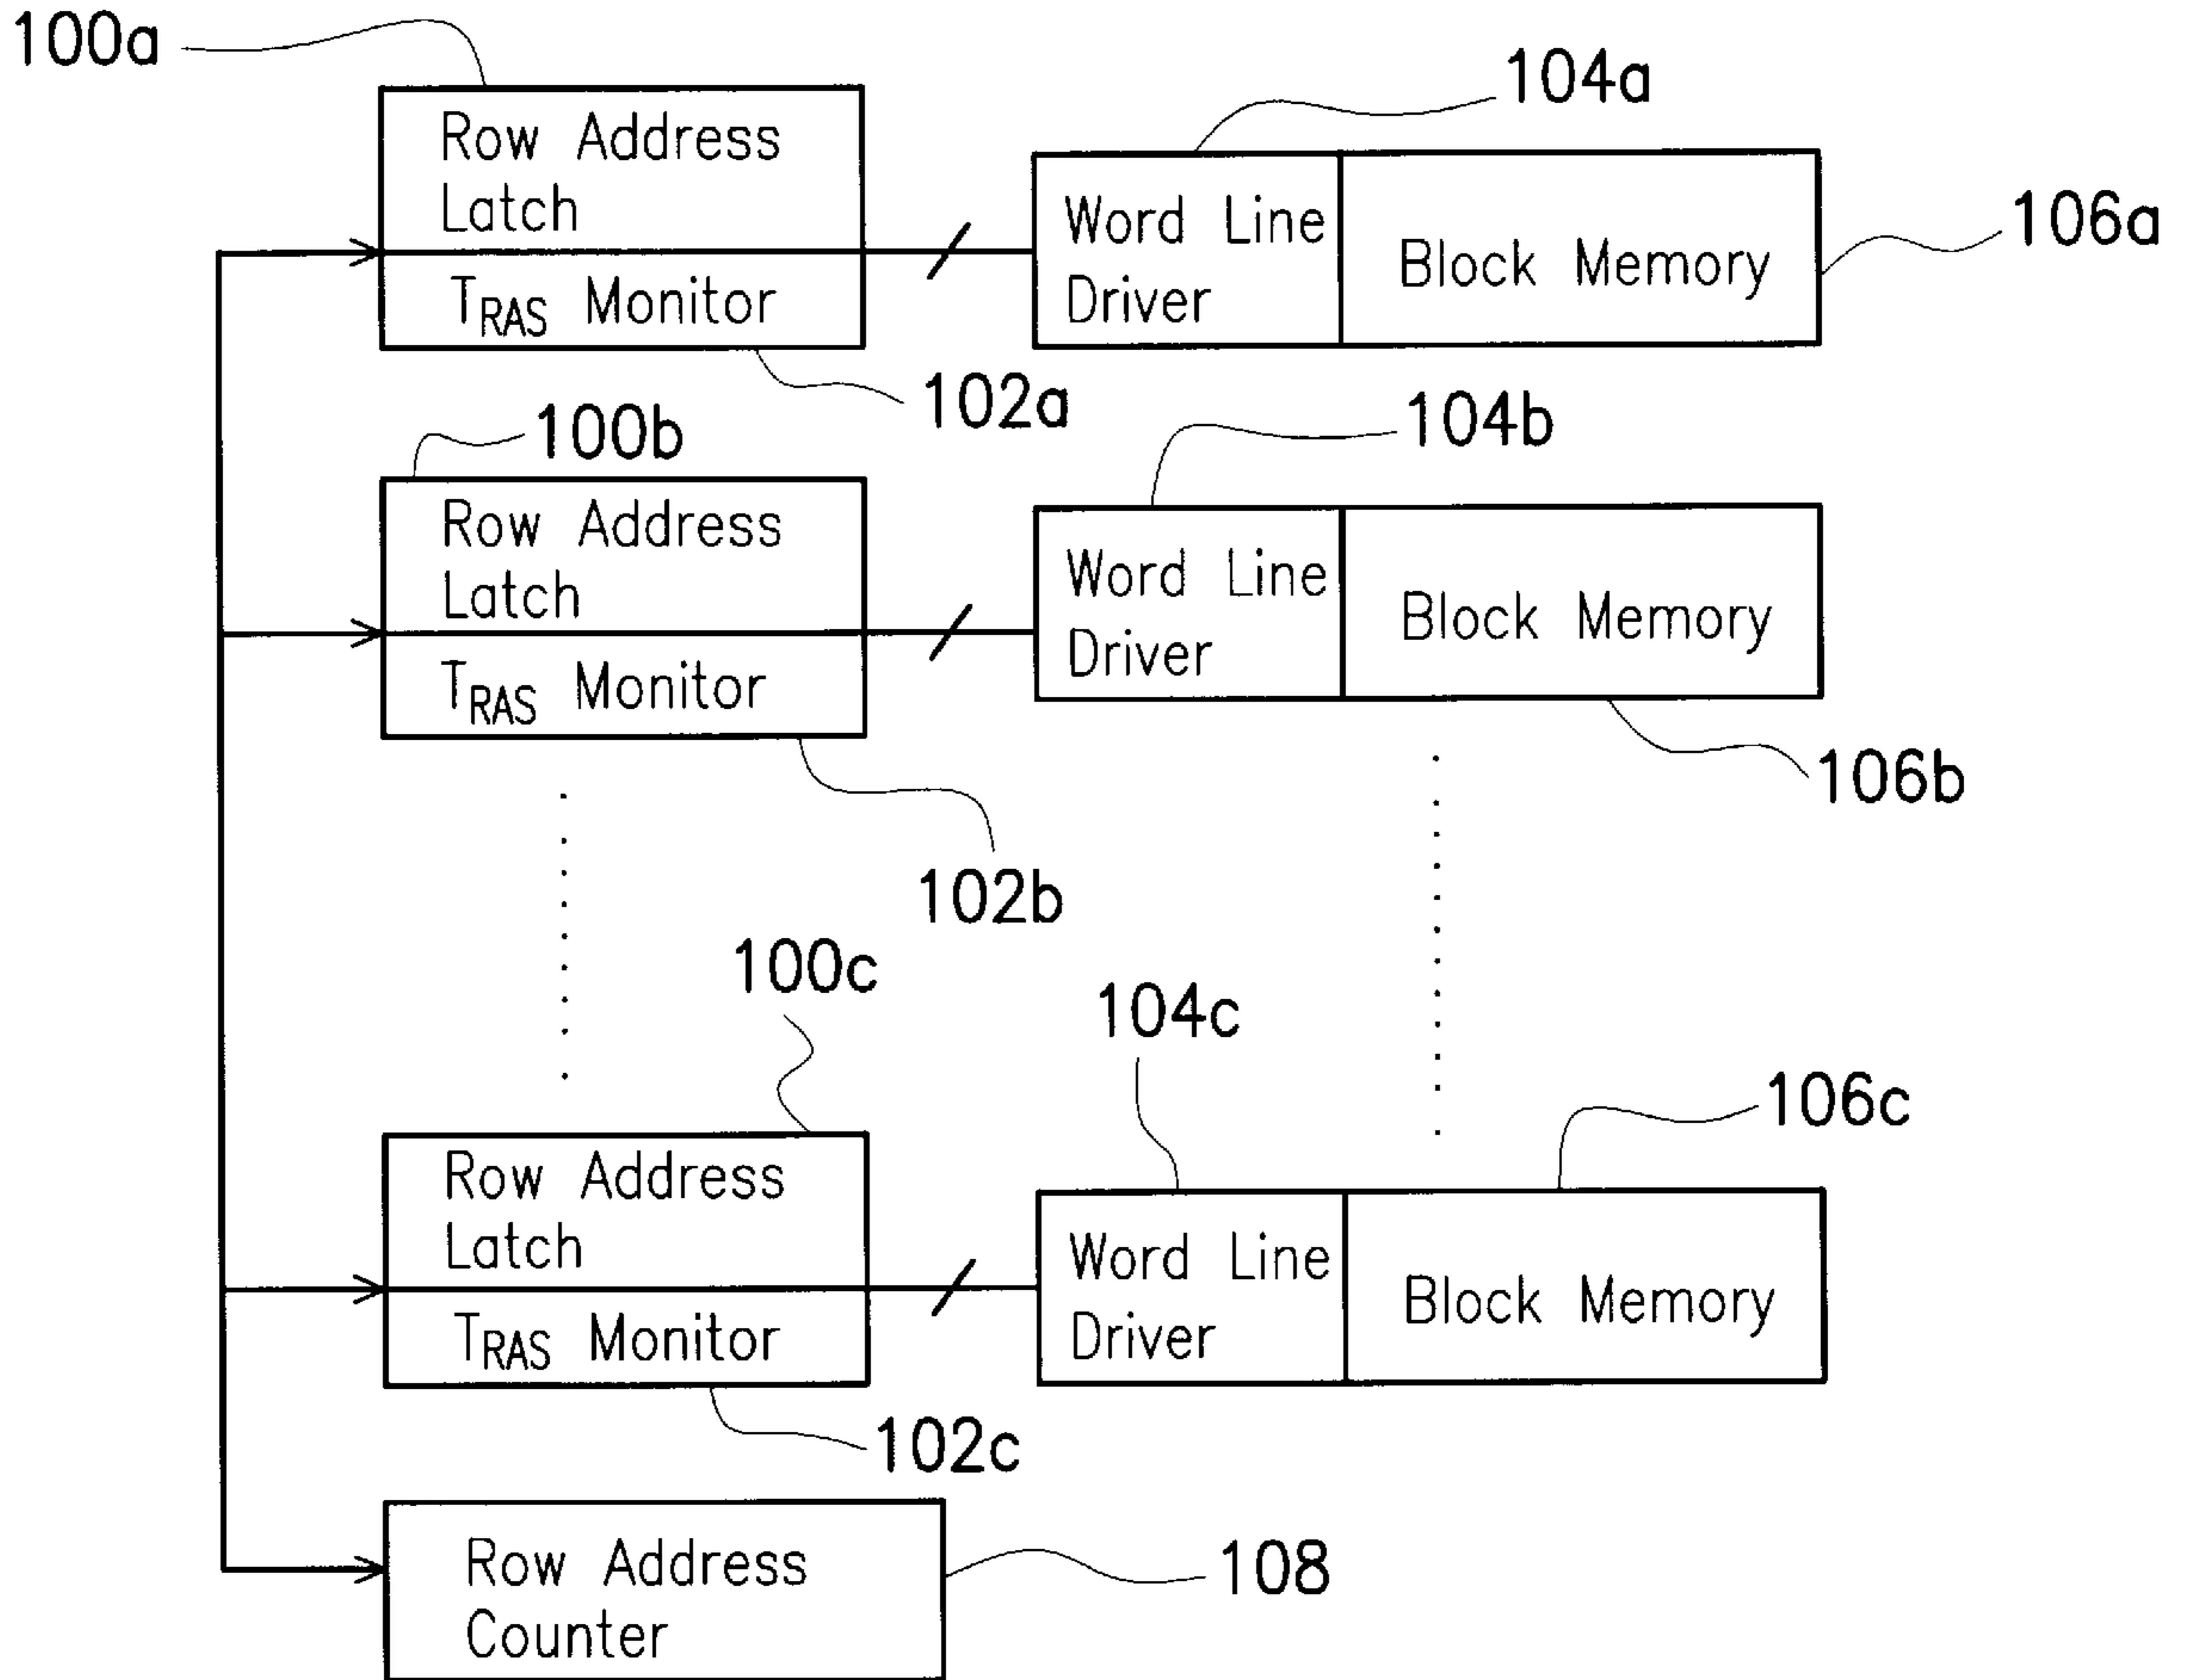 100a
104a
Row Address
Latch
Word Line
Driver
Block Memory
106a
TRAS Monitor
102a
100b
104b
Row Address
Latch
Word Line
Driver
Block Memory
TRAS Monitor
106b
102b
100c
104c
106c
Row Address
Latch
Word Line
Driver
Block Memory
TRAS Monitor
102c
Row Address
Counter
108